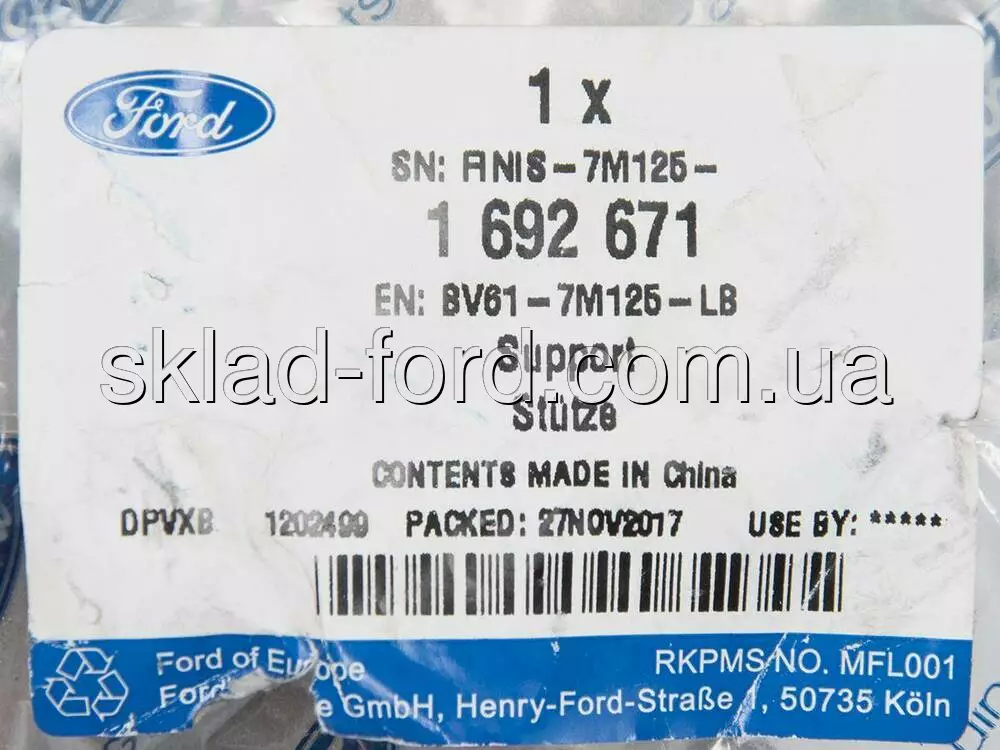 Ford
1 x
SN: FINIS-7M125-
1 692 671
EN: BV61-7M125-LB
Support
sklad-ford.com.ua
Stütze
CONTENTS MADE IN China
DPVXB 1202499 PACKED: 27NOV2017 USE BY: *****
Ford of Europe RKPMS NO. MFL001
Ford e GmbH, Henry-Ford-Straße 1, 50735 Köln